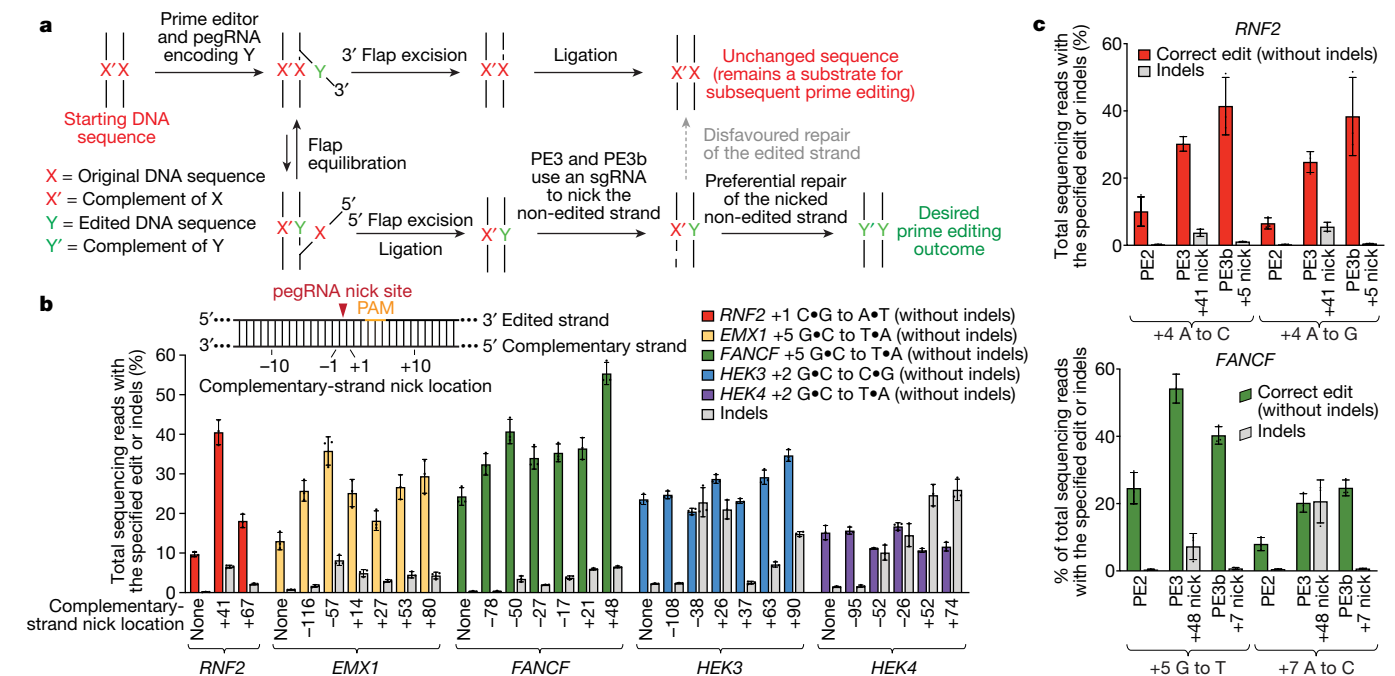 a
Prime editor
and pegRNA
encoding Y
X′ X
X′ X Y
3′
3′ Flap excision
X′ X
Ligation
X′ X
Unchanged sequence
(remains a substrate for
subsequent prime editing)
Starting DNA
sequence
Flap
equilibration
Disfavoured repair
of the edited strand
X = Original DNA sequence
X′ = Complement of X
Y = Edited DNA sequence
Y′ = Complement of Y
X′ Y X
5′
5′ Flap excision
Ligation
X′ Y
PE3 and PE3b
use an sgRNA
to nick the
non-edited strand
X′ Y
Preferential repair
of the nicked
non-edited strand
Y′ Y
Desired
prime editing
outcome
b
pegRNA nick site
PAM
5′ 3′ Edited strand
3′ 5′ Complementary strand
−10 −1 +1 +10
Complementary-strand nick location
RNF2 +1 C•G to A•T (without indels)
EMX1 +5 G•C to T•A (without indels)
FANCF +5 G•C to T•A (without indels)
HEK3 +2 G•C to C•G (without indels)
HEK4 +2 G•C to T•A (without indels)
Indels
Total sequencing reads with
the specified edit or indels (%)
60
50
40
30
20
10
0
Complementary-
strand nick location
None +41 +67
None −116 −57 +14 +27 +53 +80
None −78 −50 −27 −17 +21 +48
None −108 −38 +26 +37 +63 +90
None −95 −52 −26 +52 +74
RNF2 EMX1 FANCF HEK3 HEK4
c
RNF2
Correct edit (without indels)
Indels
Total sequencing reads with
the specified edit or indels (%)
60
40
20
0
PE2
PE3
+41 nick
PE3b
+5 nick
PE2
PE3
+41 nick
PE3b
+5 nick
+4 A to C +4 A to G
FANCF
Correct edit
(without indels)
Indels
% of total sequencing reads
with the specified edit or indels
60
40
20
0
PE2
PE3
+48 nick
PE3b
+7 nick
PE2
PE3
+48 nick
PE3b
+7 nick
+5 G to T +7 A to C